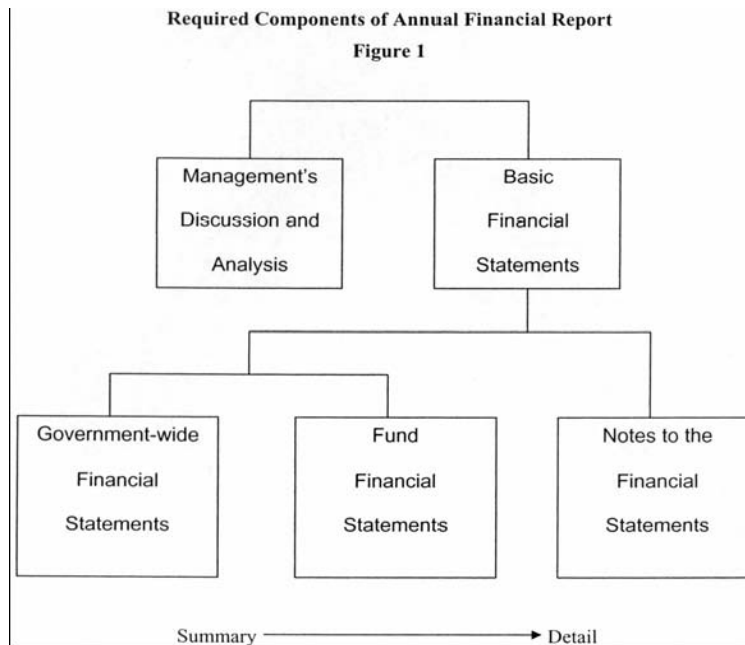 Required Components of Annual Financial Report
Figure 1
Management's
Discussion and
Analysis
Basic
Financial
Statements
Government-wide
Financial
Statements
Fund
Financial
Statements
Notes to the
Financial
Statements
Summary
Detail